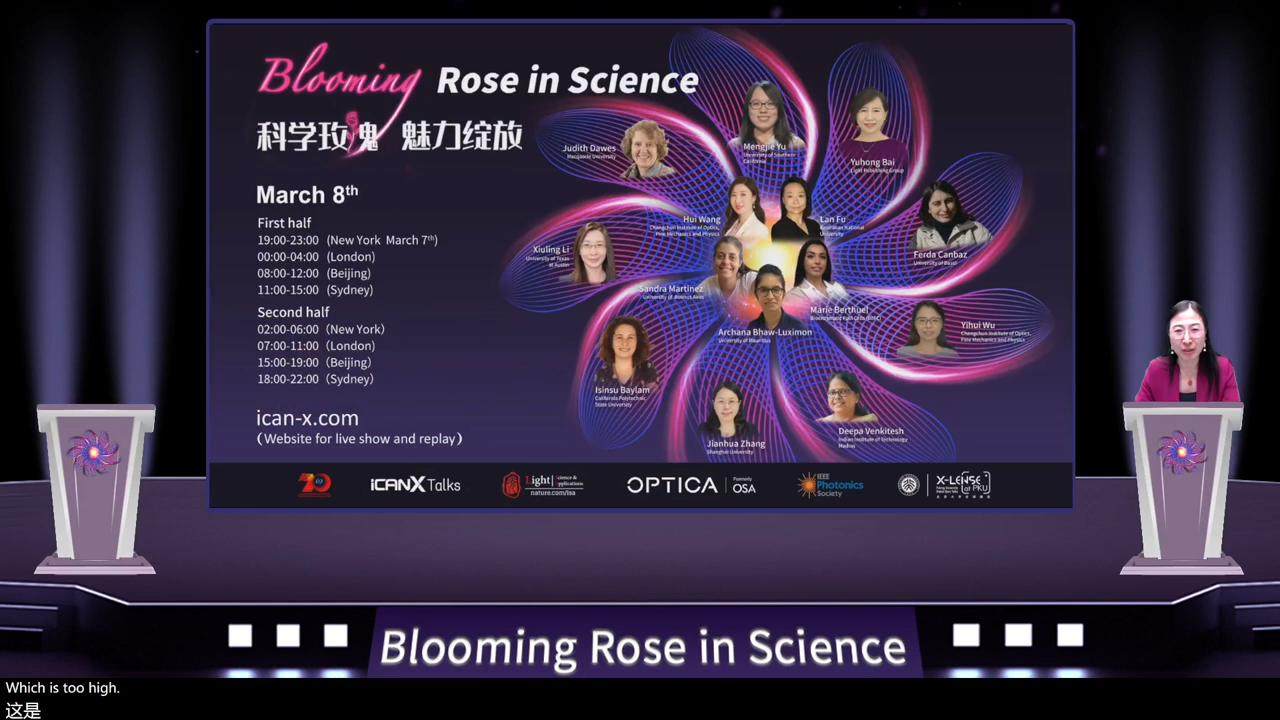 Blooming Rose in Science
科学玫瑰 魅力绽放
March 8th
First half
19:00-23:00 (New York March 7th)
00:00-04:00 (London)
08:00-12:00 (Beijing)
11:00-15:00 (Sydney)
Second half
02:00-06:00 (New York)
07:00-11:00 (London)
15:00-19:00 (Beijing)
18:00-22:00 (Sydney)
ican-x.com
(Website for live show and replay)
Judith Dawes
Macquarie University
Mengjie Yu
University of Southern
California
Yuhong Bai
Light Publishing Group
Hui Wang
Changchun Institute of Optics,
Fine Mechanics and Physics
Lan Fu
Australian National
University
Ferda Canbaz
University of Basel
Xiuling Li
University of Texas
at Austin
Sandra Martinez
University of Buenos Aires
Marie Berthuel
Archana Bhaw-Luximon
University of Mauritius
Yihui Wu
Changchun Institute of Optics,
Fine Mechanics and Physics
Isinsu Baylam
California Polytechnic
State University
Jianhua Zhang
Shanghai University
Deepa Venkitesh
Indian Institute of Technology
Madras
iCANX Talks
Light Science & Applications
nature.com/lsa
OPTICA Formerly OSA
IEEE Photonics Society
X-LENSE at PKU
Blooming Rose in Science
Which is too high.
这是